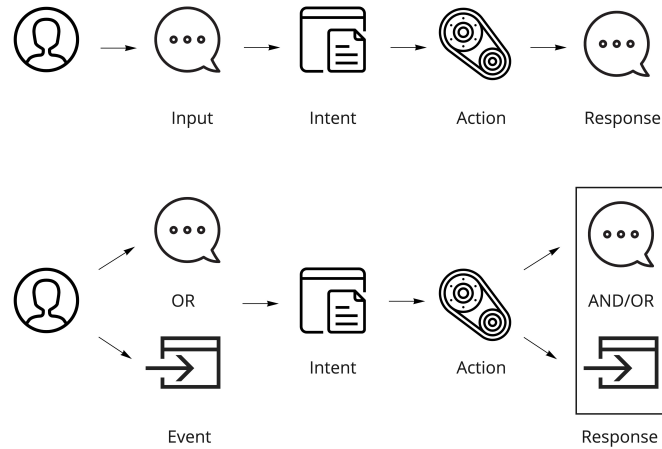 Input
Intent
Action
Response
OR
AND/OR
Intent
Action
Event
Response